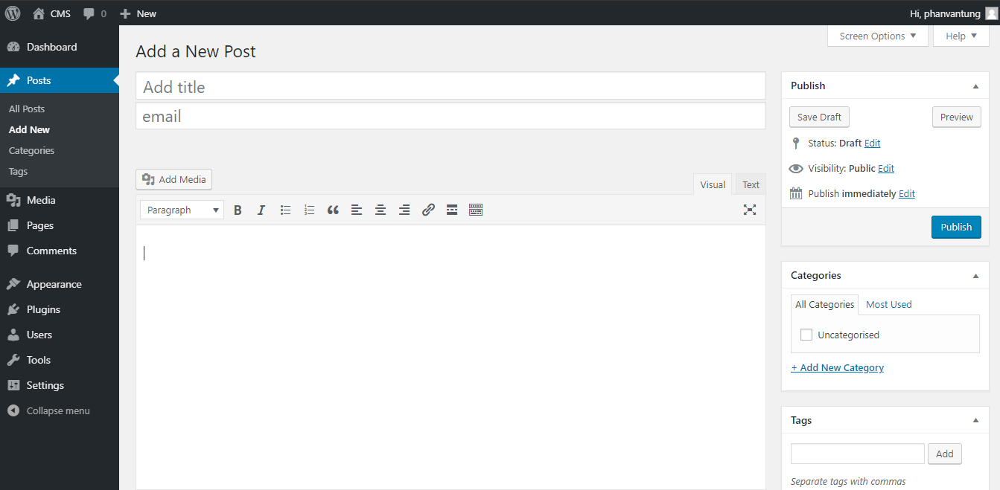 CMS 0 New Hi, phanvantung
Screen Options Help
Dashboard
Posts
All Posts
Add New
Categories
Tags
Media
Pages
Comments
Appearance
Plugins
Users
Tools
Settings
Collapse menu
Add a New Post
Add title
email
Add Media
Visual Text
Paragraph B I
Publish
Save Draft Preview
Status: Draft Edit
Visibility: Public Edit
Publish immediately Edit
Publish
Categories
All Categories Most Used
Uncategorised
+ Add New Category
Tags
Add
Separate tags with commas